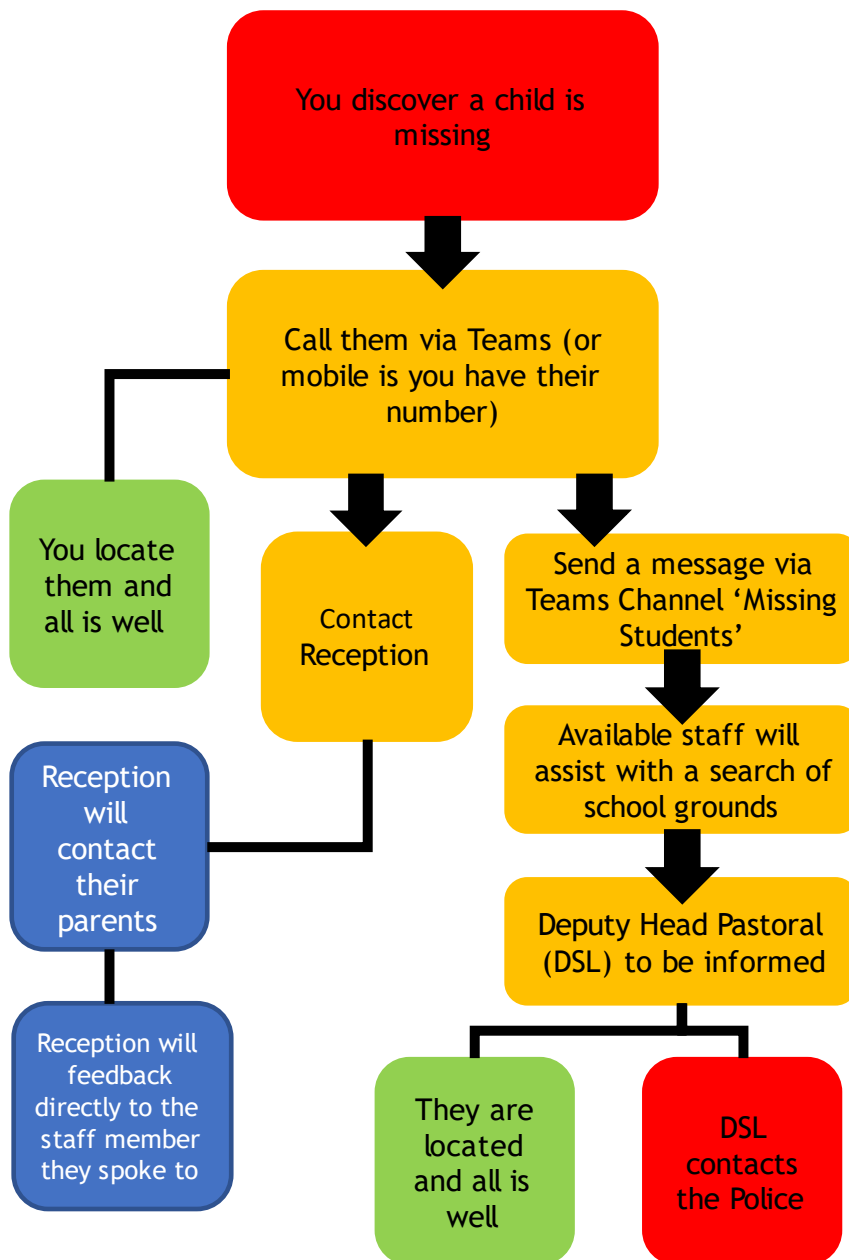 You discover a child is
missing
Call them via Teams (or
mobile is you have their
number)
You locate
them and
all is well
Contact
Reception
Send a message via
Teams Channel ‘Missing
Students’
Available staff will
assist with a search of
school grounds
Reception
will
contact
their
parents
Deputy Head Pastoral
(DSL) to be informed
Reception will
feedback
directly to the
staff member
they spoke to
They are
located
and all is
well
DSL
contacts
the Police